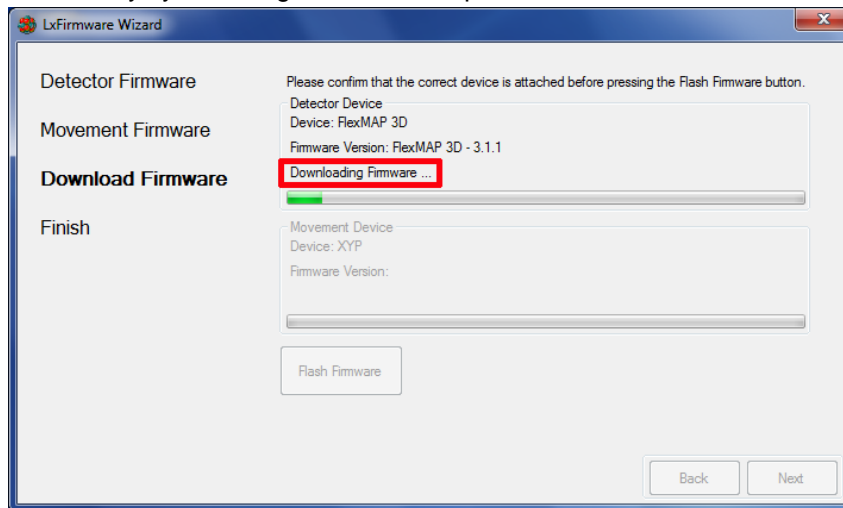 LxFirmware Wizard
Detector Firmware
Movement Firmware
Download Firmware
Finish
Please confirm that the correct device is attached before pressing the Flash Firmware button.
Detector Device
Device: FlexMAP 3D
Firmware Version: FlexMAP 3D - 3.1.1
Downloading Firmware ...
Movement Device
Device: XYP
Firmware Version:
Flash Firmware
Back
Next